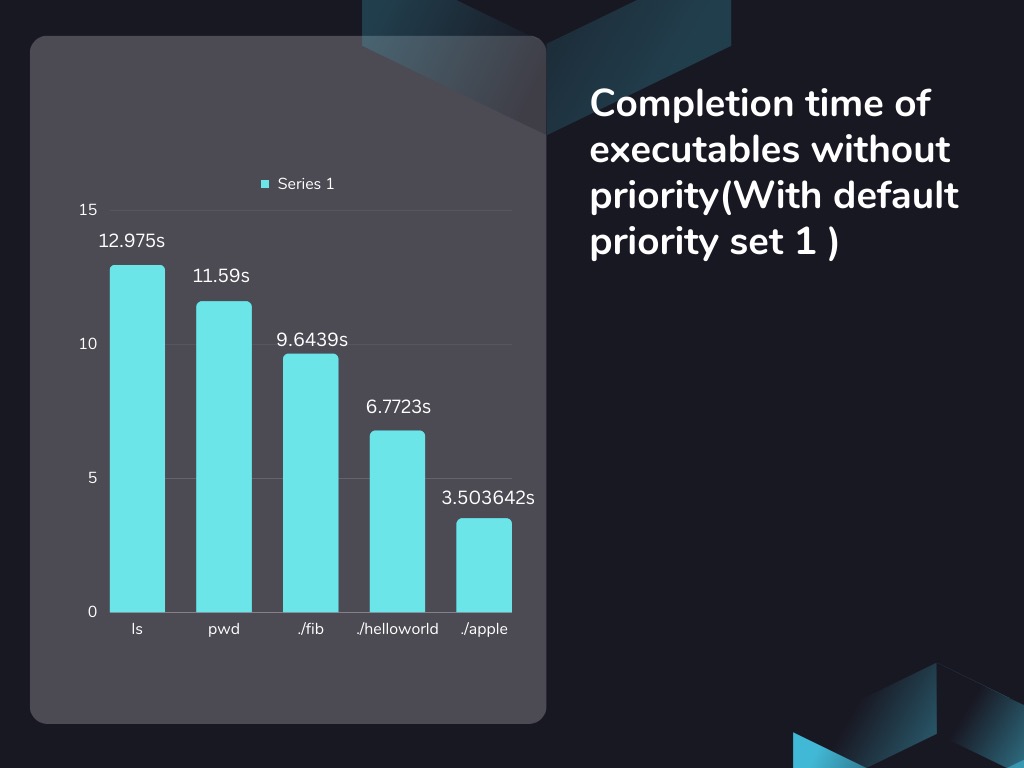 Completion time of
executables without
priority(With default
priority set 1 )
Series 1
15
12.975s
11.59s
10
9.6439s
6.7723s
5
3.503642s
0
ls
pwd
./fib
./helloworld
./apple